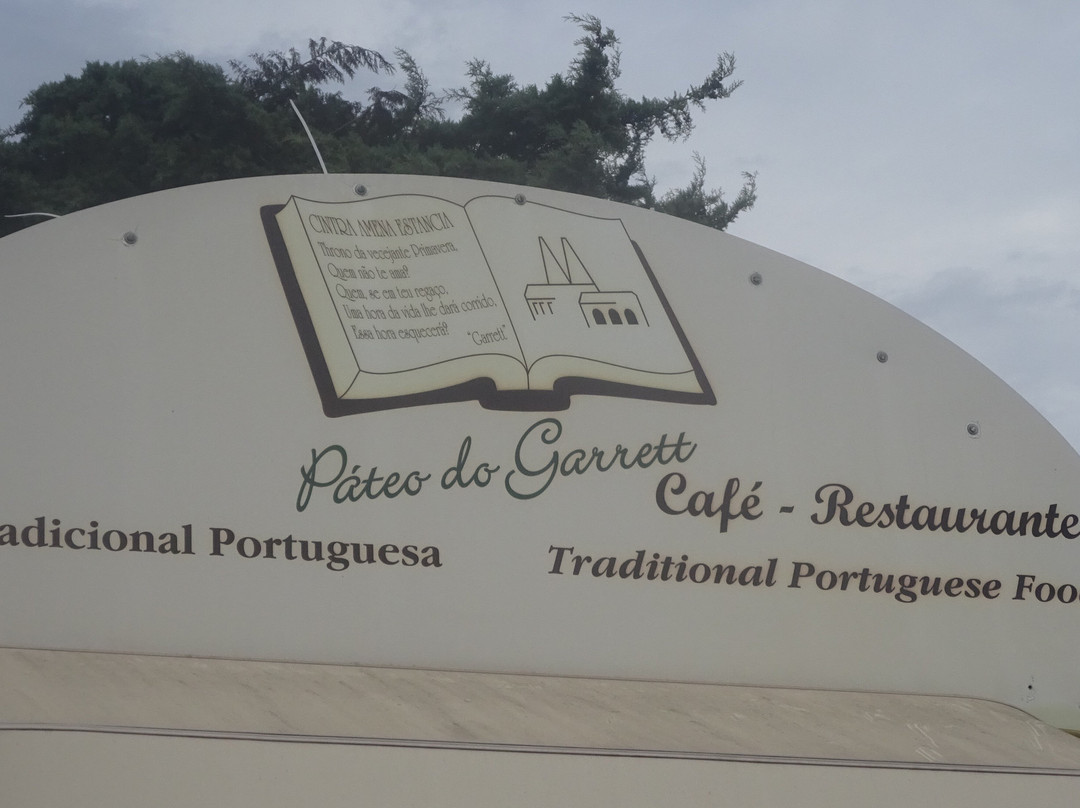 CINTRA AMENA ESTANCIA
Throno da vecejante Primavera,
Quem não te ama?
Quem, se em teu regaço,
Uma hora da vida lhe dará corrido,
Essa hora esquecerá?
"Garrett"
Páteo do Garrett
Café - Restaurante
adicional Portuguesa
Traditional Portuguese Foo